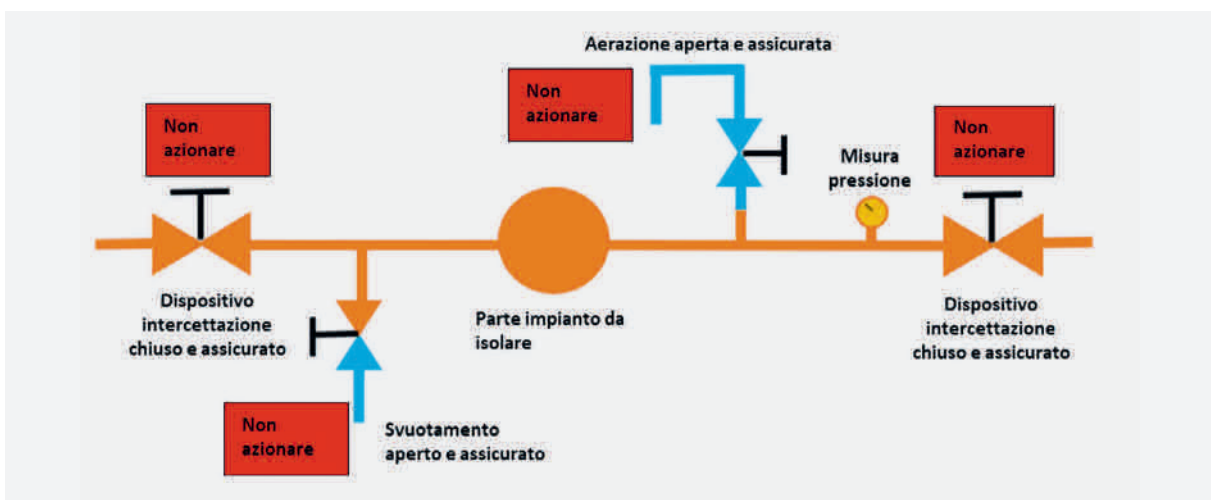 Aerazione aperta e assicurata
Non
azionare
Non
azionare
Non
azionare
Misura
pressione
Dispositivo
intercettazione
chiuso e assicurato
Parte impianto da
isolare
Dispositivo
intercettazione
chiuso e assicurato
Non
azionare
Svuotamento
aperto e assicurato